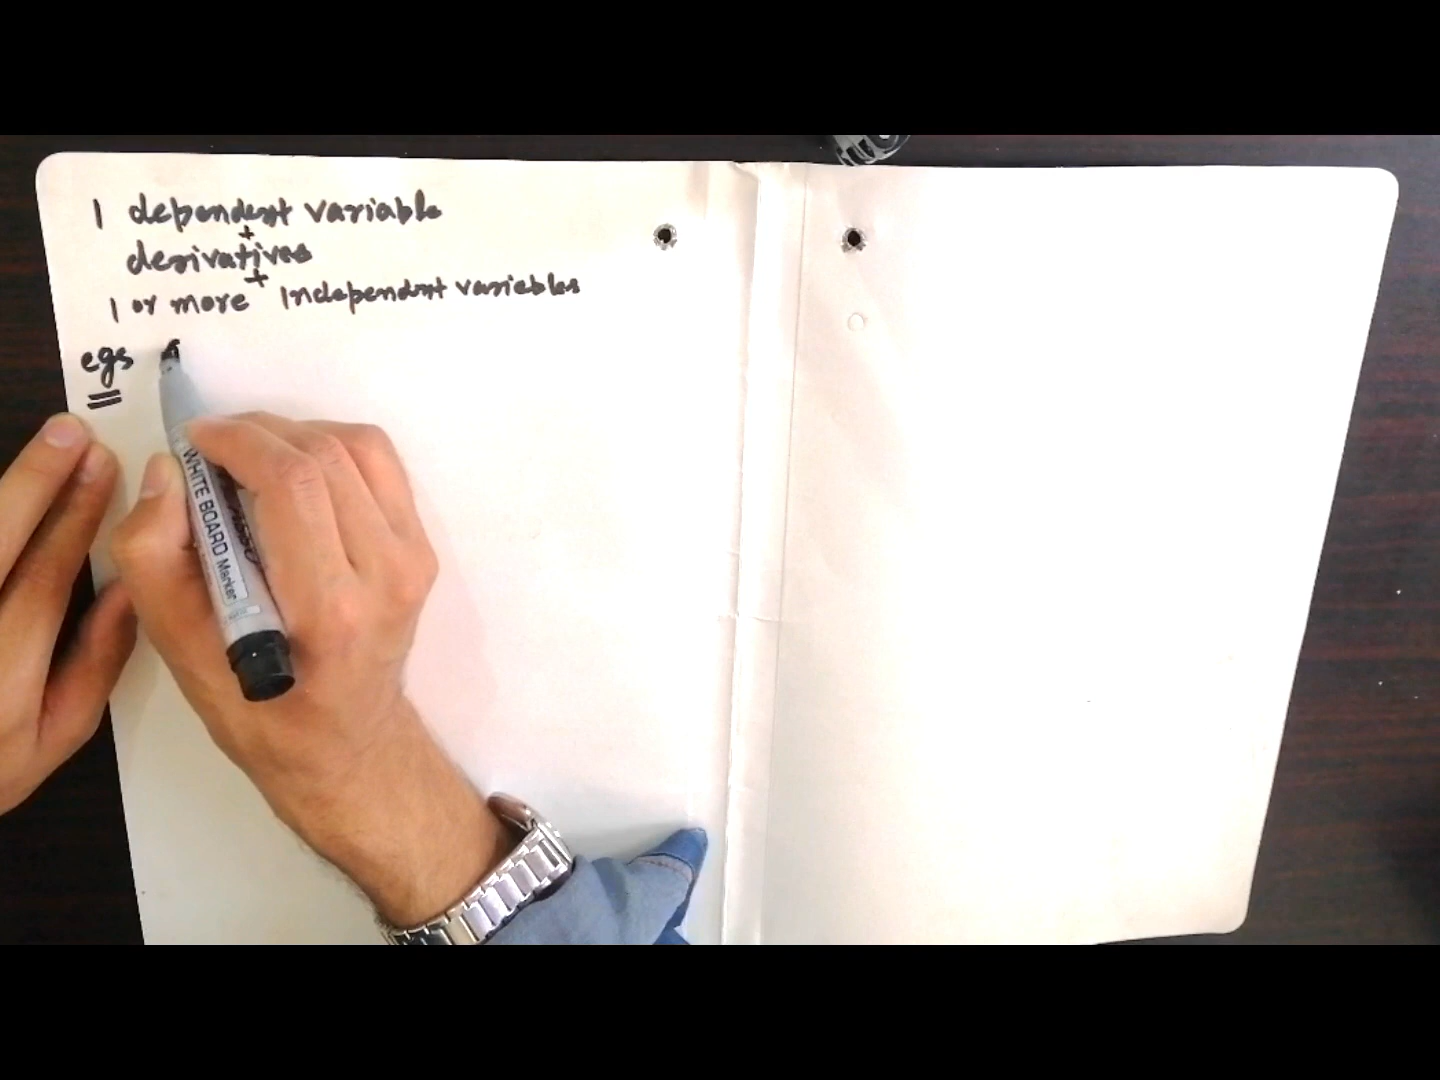 1 dependent variable
+
derivatives
+
1 or more Independent variables
egs
WHITE BOARD Marker